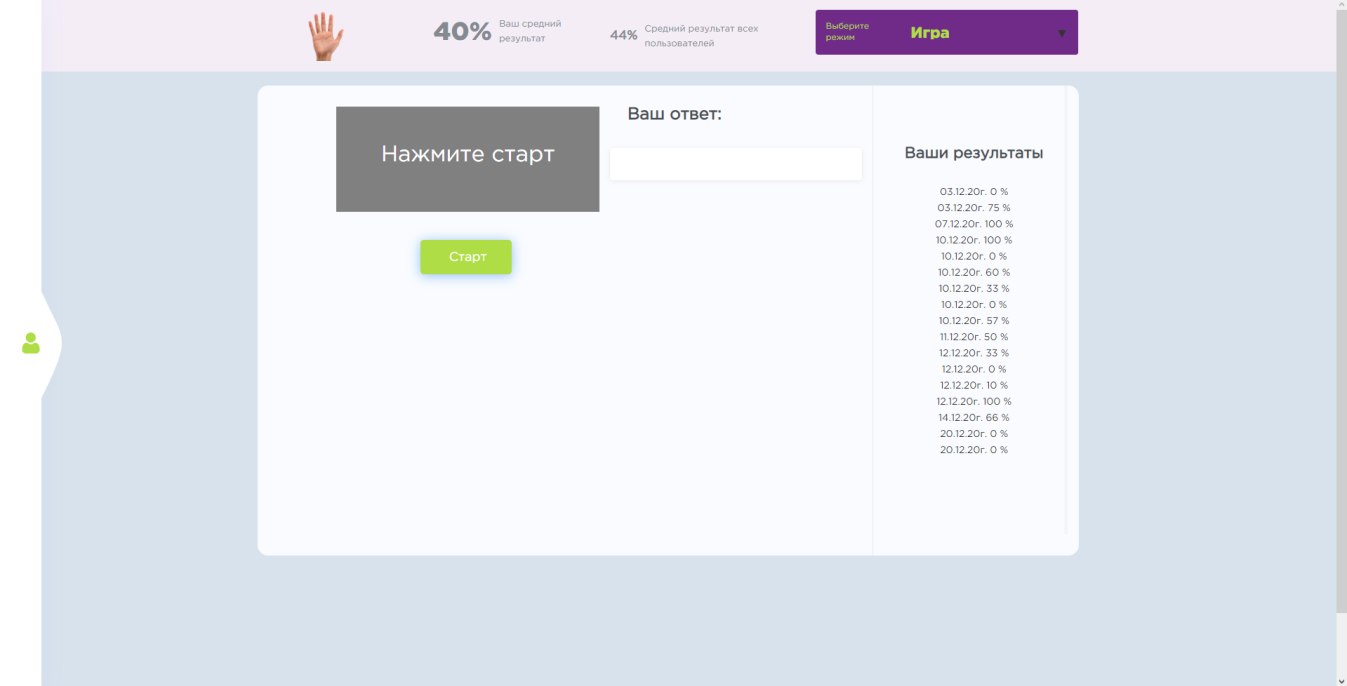 40%
Ваш средний
результат
44%
Средний результат всех
пользователей
Выберите
режим
Игра
Нажмите старт
Старт
Ваш ответ:
Ваши результаты
03.12.20г. 0 %
03.12.20г. 75 %
07.12.20г. 100 %
10.12.20г. 100 %
10.12.20г. 0 %
10.12.20г. 60 %
10.12.20г. 33 %
10.12.20г. 0 %
10.12.20г. 57 %
11.12.20г. 50 %
12.12.20г. 33 %
12.12.20г. 0 %
12.12.20г. 10 %
12.12.20г. 100 %
14.12.20г. 66 %
20.12.20г. 0 %
20.12.20г. 0 %